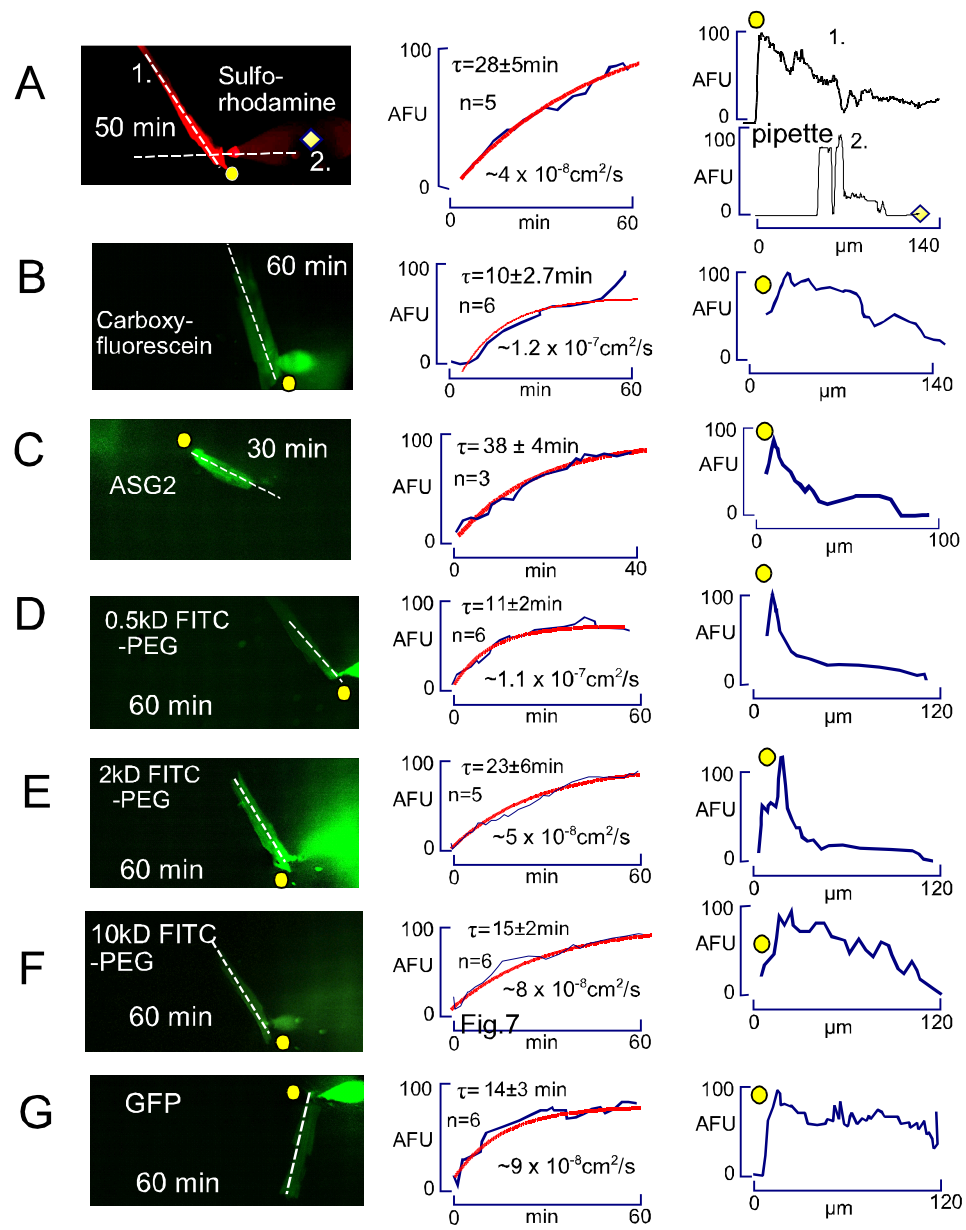 A
1.
Sulfo-
rhodamine
50 min
2.
100
AFU
0
τ=28±5min
n=5
~4 x 10-8cm2/s
0
min
60
100
AFU
0
1.
pipette
100
AFU
0
2.
0
µm
140
B
60 min
Carboxy-
fluorescein
100
AFU
0
τ=10±2.7min
n=6
~1.2 x 10-7cm2/s
0
min
60
100
AFU
0
0
µm
140
C
30 min
ASG2
100
AFU
0
τ= 38 ± 4min
n=3
0
min
40
100
AFU
0
0
µm
100
D
0.5kD FITC
-PEG
60 min
100
AFU
0
τ=11±2min
n=6
~1.1 x 10-7cm2/s
0
min
60
100
AFU
0
0
µm
120
E
2kD FITC
-PEG
60 min
100
AFU
0
τ=23±6min
n=5
~5 x 10-8cm2/s
0
min
60
100
AFU
0
0
µm
120
F
10kD FITC
-PEG
60 min
100
AFU
0
τ=15±2min
n=6
~8 x 10-8cm2/s
Fig.7
0
min
60
100
AFU
0
0
µm
120
G
GFP
60 min
100
AFU
0
τ=14±3 min
n=6
~9 x 10-8cm2/s
0
min
60
100
AFU
0
0
µm
120